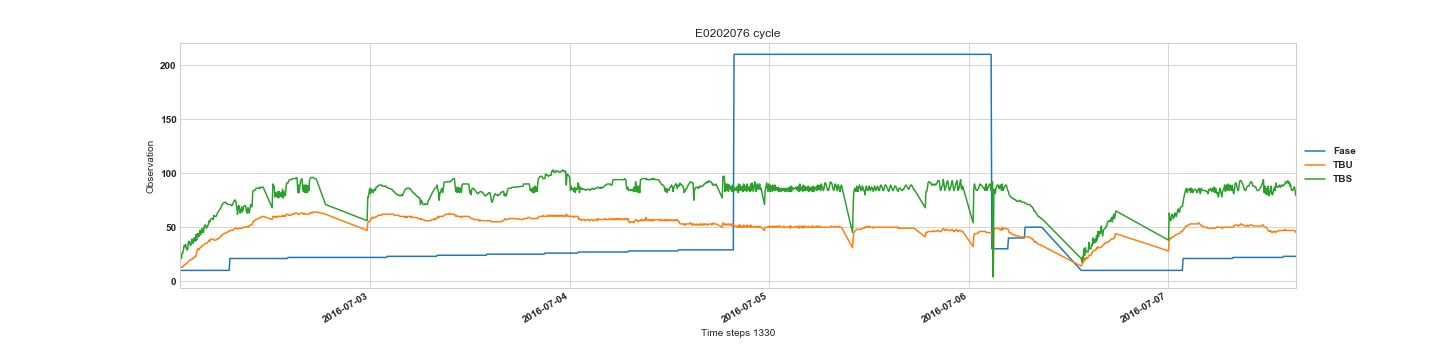 E0202076 cycle
Observation
200
150
100
50
0
2016-07-03
2016-07-04
2016-07-05
2016-07-06
2016-07-07
Time steps 1330
Fase
TBU
TBS